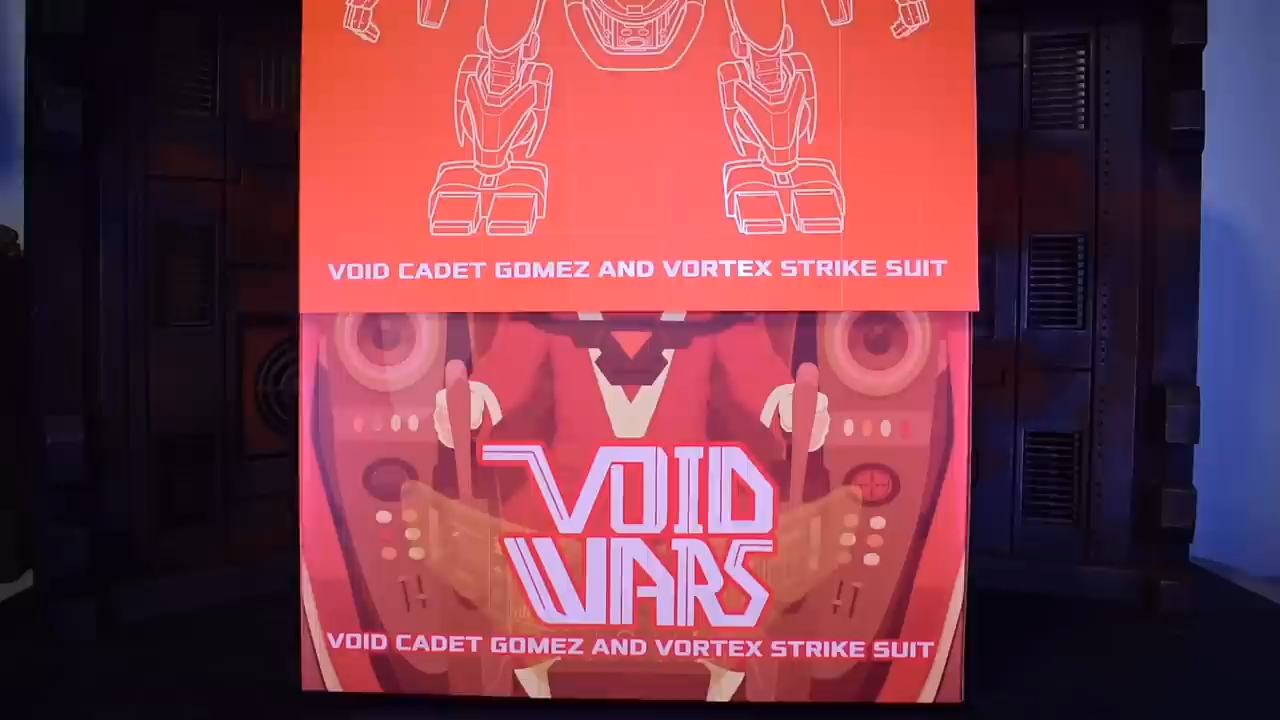 VOID CADET GOMEZ AND VORTEX STRIKE SUIT
VOID
WARS
VOID CADET GOMEZ AND VORTEX STRIKE SUIT